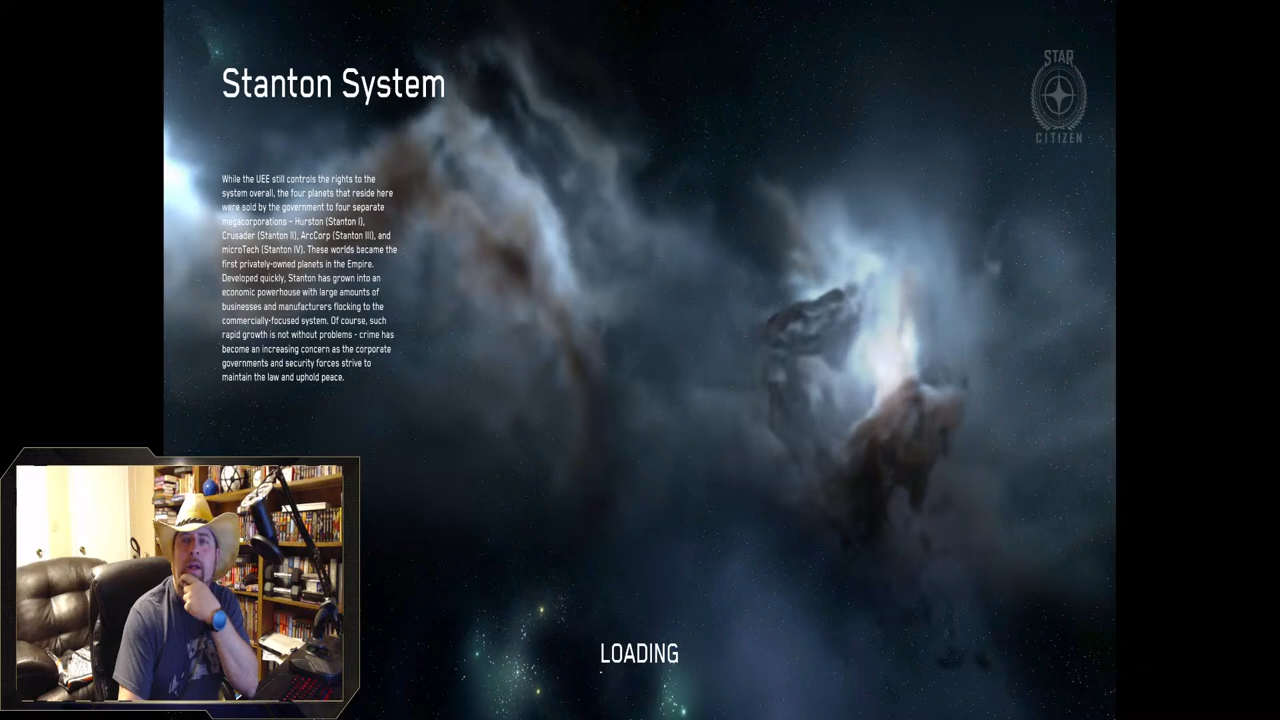 Stanton System
STAR
CITIZEN
While the UEE still controls the rights to the
system overall, the four planets that reside here
were sold by the government to four separate
megacorporations - Hurston (Stanton I),
Crusader (Stanton II), ArcCorp (Stanton III), and
microTech (Stanton IV). These worlds became the
first privately-owned planets in the Empire.
Developed quickly, Stanton has grown into an
economic powerhouse with large amounts of
businesses and manufacturers flocking to the
commercially-focused system. Of course, such
rapid growth is not without problems - crime has
become an increasing concern as the corporate
governments and security forces strive to
maintain the law and uphold peace.
LOADING